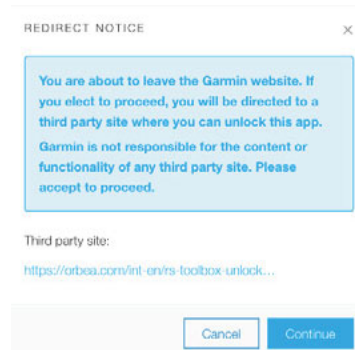 REDIRECT NOTICE ×
You are about to leave the Garmin website. If
you elect to proceed, you will be directed to a
third party site where you can unlock this app.
Garmin is not responsible for the content or
functionality of any third party site. Please
accept to proceed.
Third party site:
https://orbea.com/int-en/rs-toolbox-unlock...
Cancel Continue